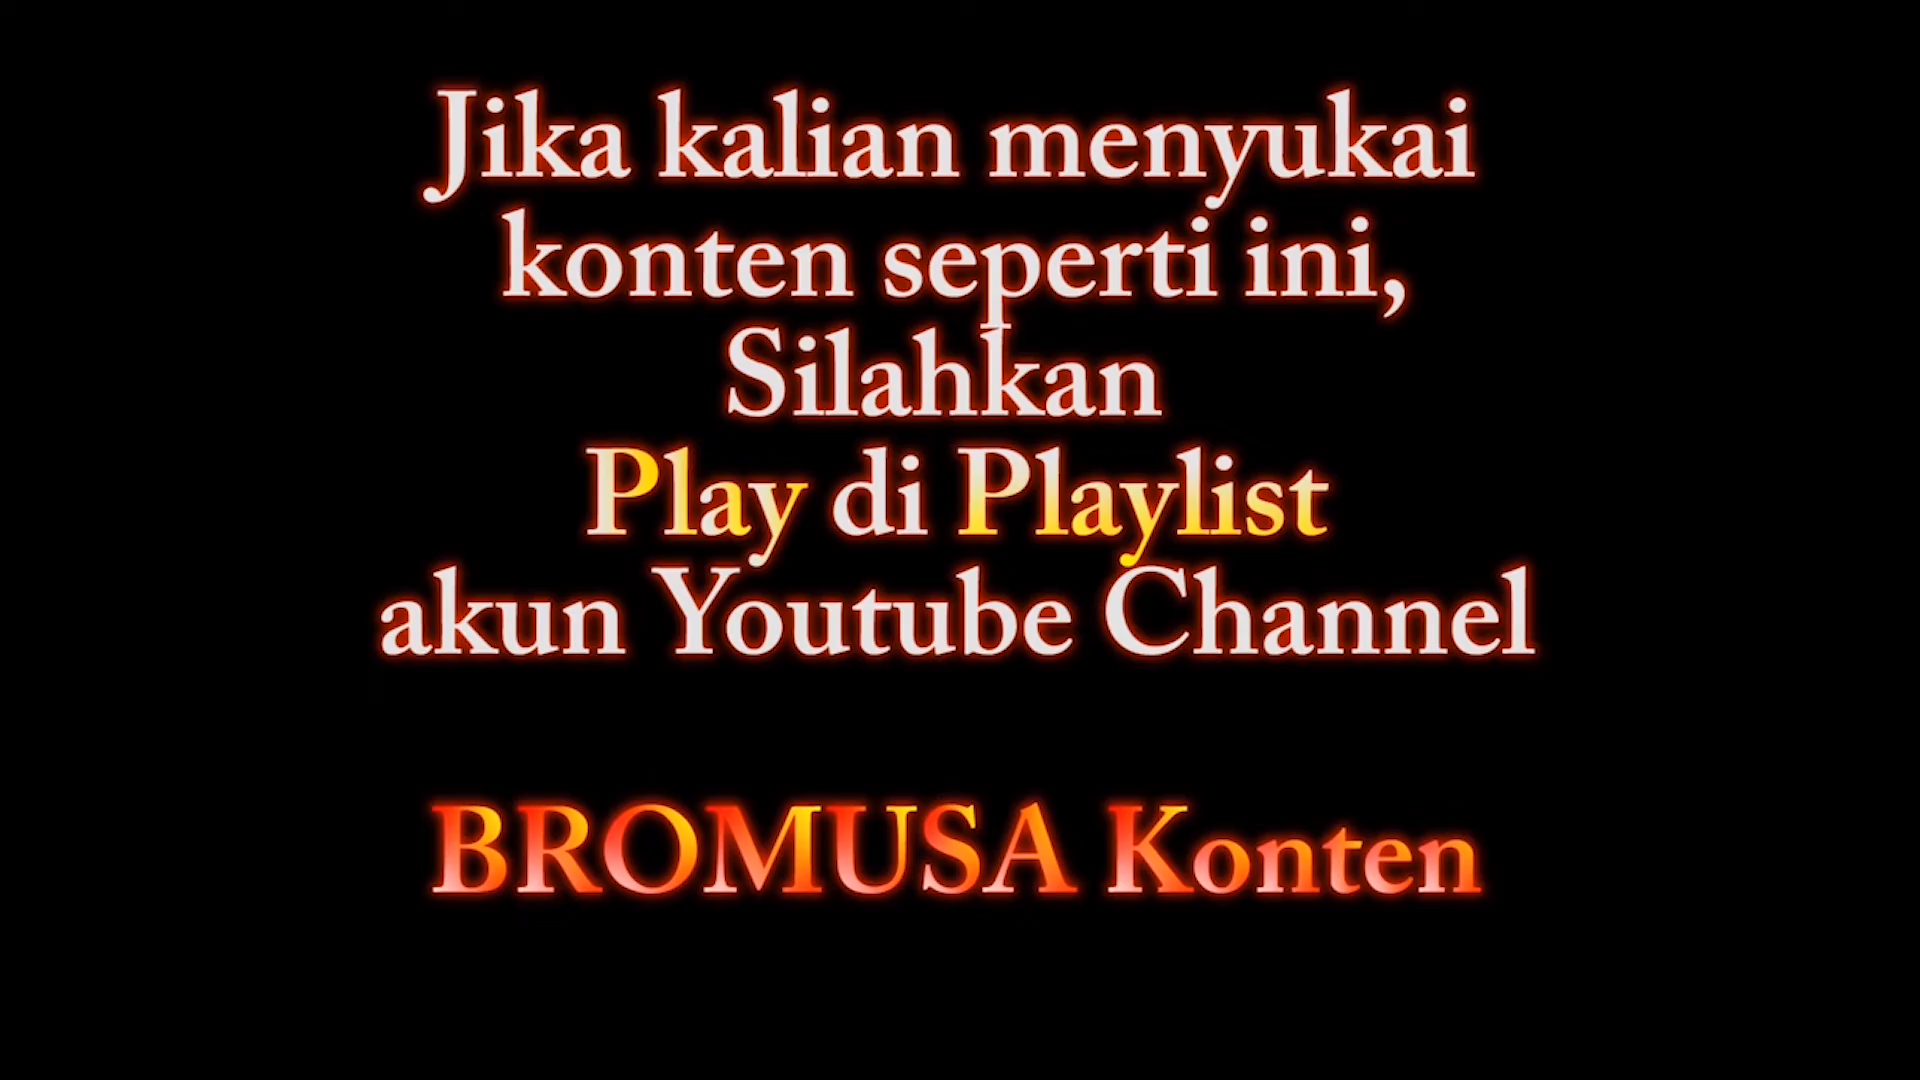 Jika kalian menyukai
konten seperti ini,
Silahkan
Play di Playlist
akun Youtube Channel
BROMUSA Konten